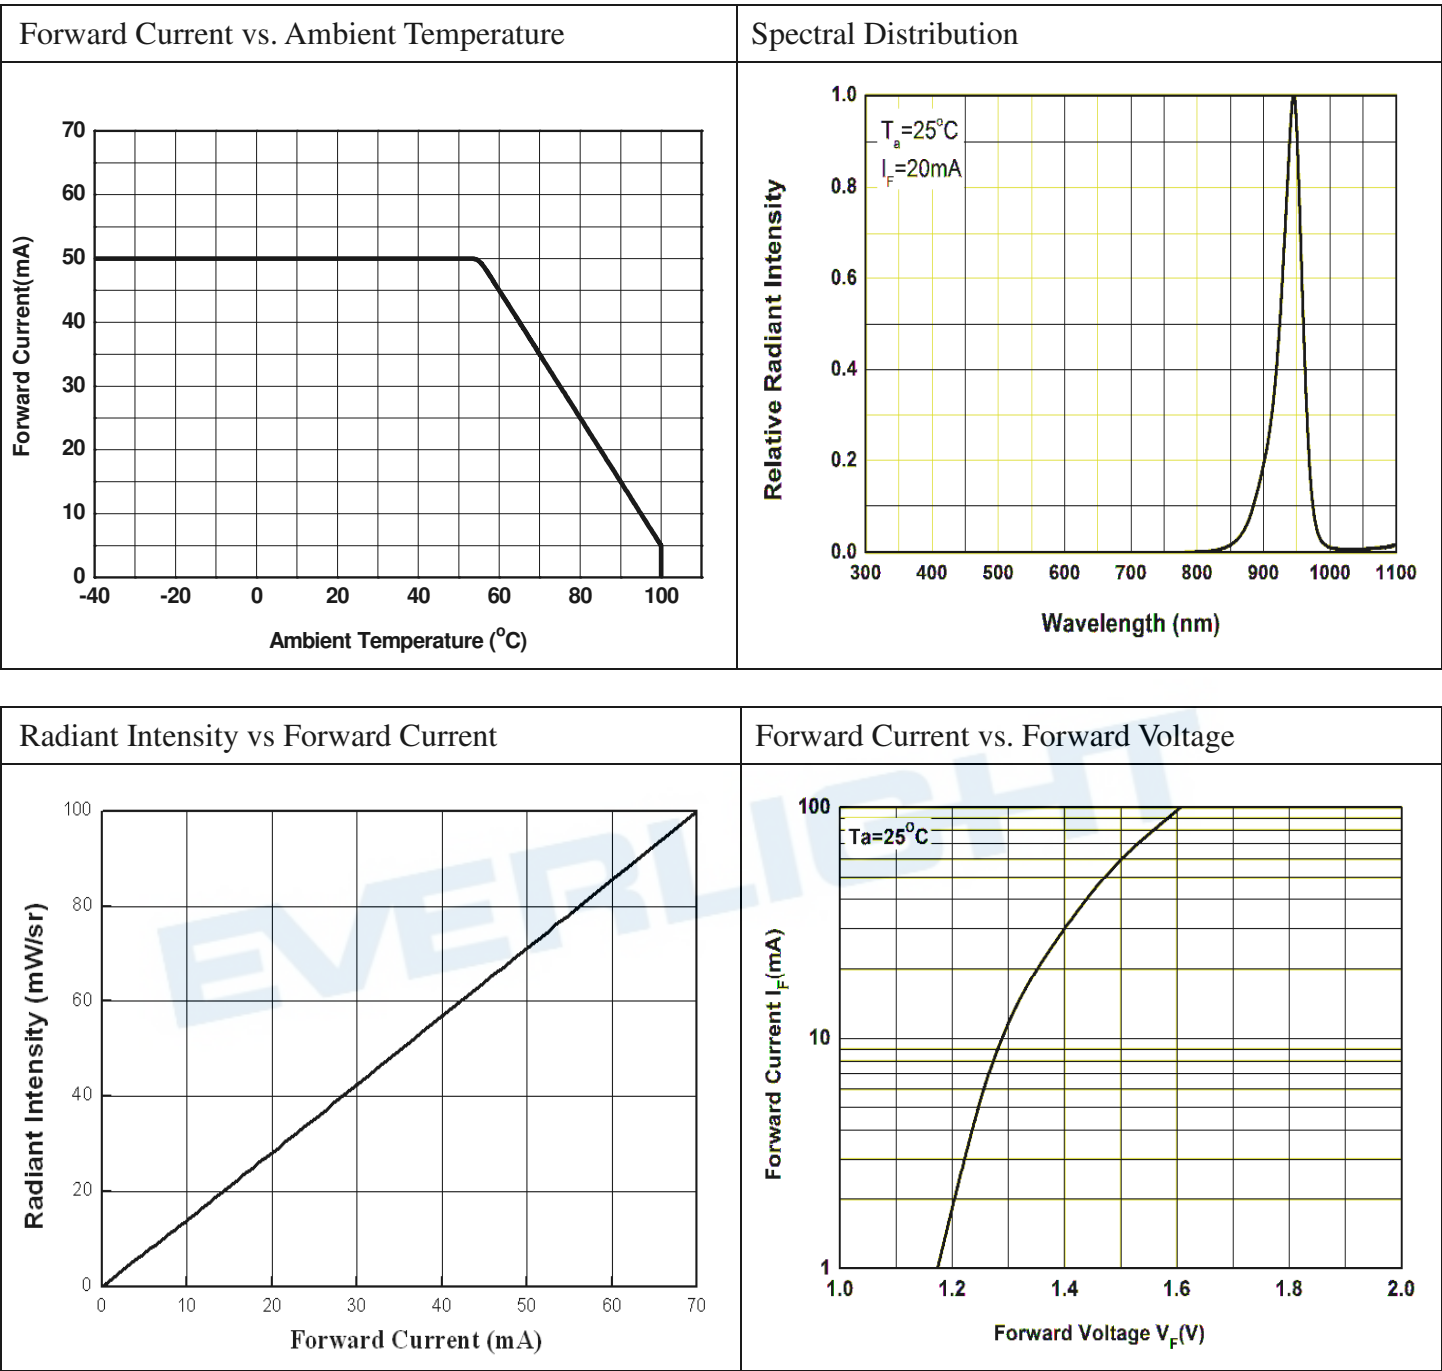 Forward Current vs. Ambient Temperature
Forward Current(mA)
70
60
50
40
30
20
10
0
-40 -20 0 20 40 60 80 100
Ambient Temperature (°C)
Spectral Distribution
Relative Radiant Intensity
1.0
0.8
0.6
0.4
0.2
0.0
Ta=25°C
IF=20mA
300 400 500 600 700 800 900 1000 1100
Wavelength (nm)
Radiant Intensity vs Forward Current
Radiant Intensity (mW/sr)
100
80
60
40
20
0
0 10 20 30 40 50 60 70
Forward Current (mA)
Forward Current vs. Forward Voltage
Forward Current IF(mA)
100
10
1
Ta=25°C
1.0 1.2 1.4 1.6 1.8 2.0
Forward Voltage VF(V)
EVERLIGHT